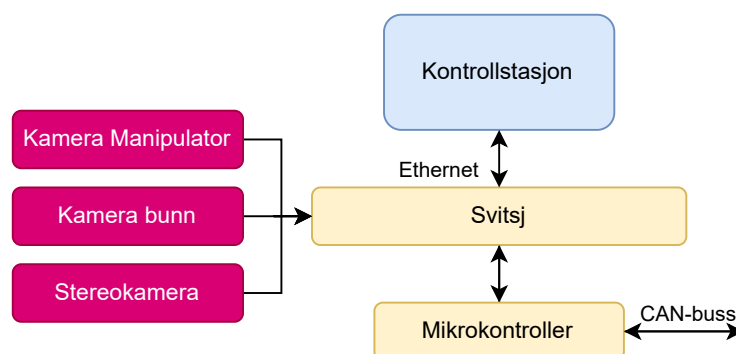 Kontrollstasjon
Kamera Manipulator
Ethernet
Kamera bunn
Svitsj
Stereokamera
CAN-buss
Mikrokontroller